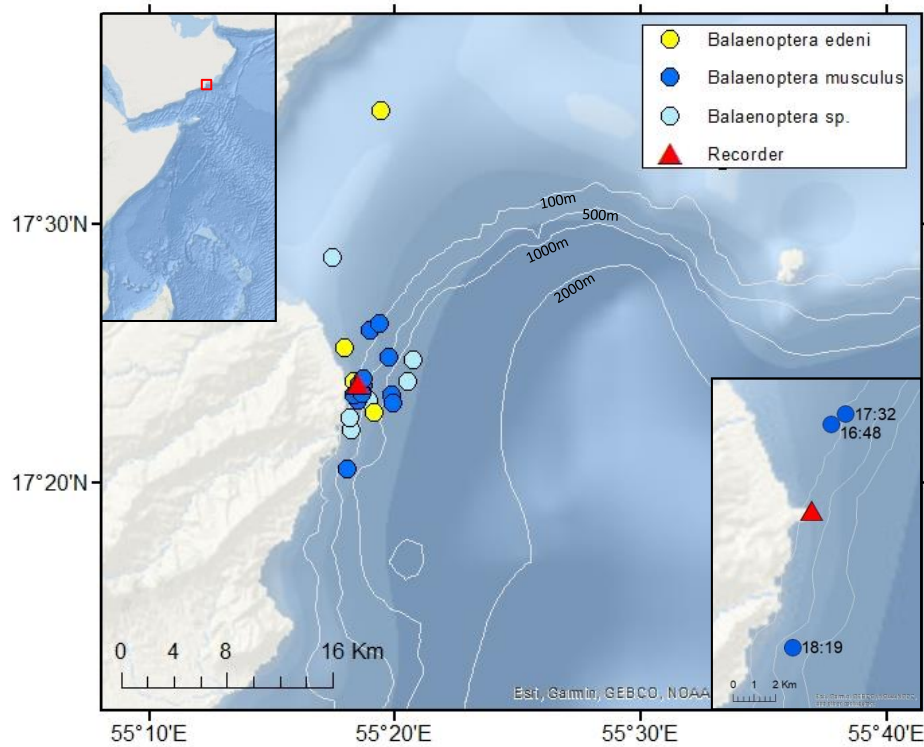 Balaenoptera edeni
Balaenoptera musculus
Balaenoptera sp.
Recorder
17°30'N
100m
500m
1000m
2000m
17°20'N
17:32
16:48
18:19
0 1 2 Km
0 4 8 16 Km
Esri, Garmin, GEBCO, NOAA
55°10'E 55°20'E 55°30'E 55°40'E